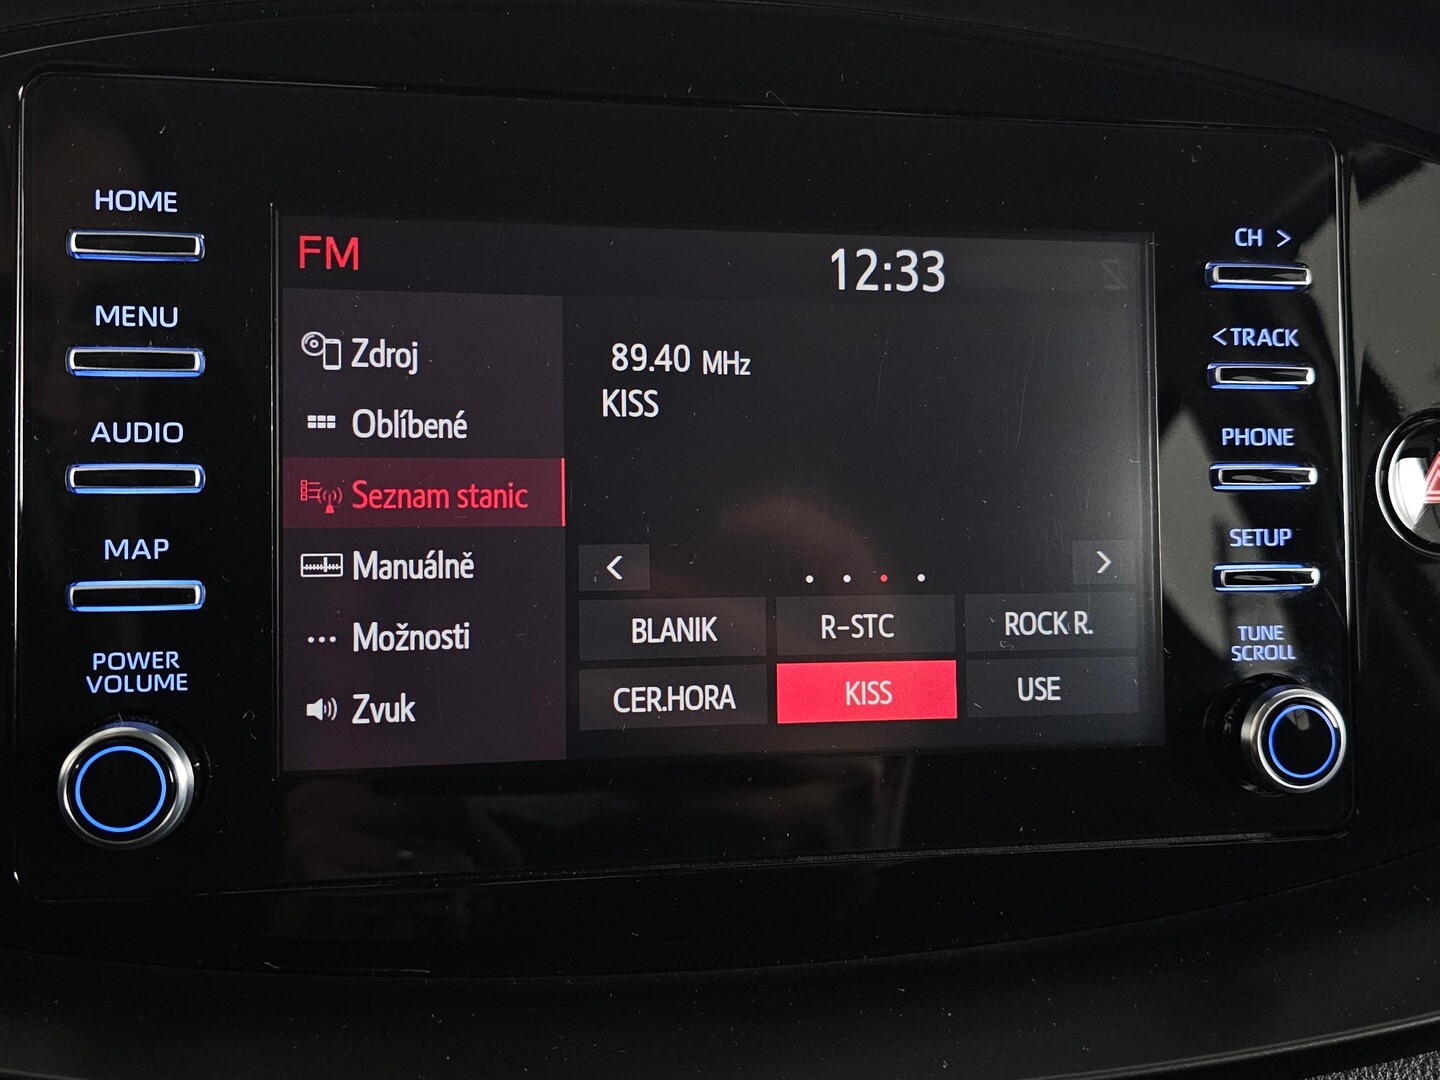 HOME
MENU
AUDIO
MAP
POWER
VOLUME
FM
12:33
Zdroj
Oblíbené
Seznam stanic
Manuálně
Možnosti
Zvuk
89.40 MHz
KISS
<
>
BLANIK
R-STC
ROCK R.
CER.HORA
KISS
USE
CH >
<TRACK
PHONE
SETUP
TUNE
SCROLL